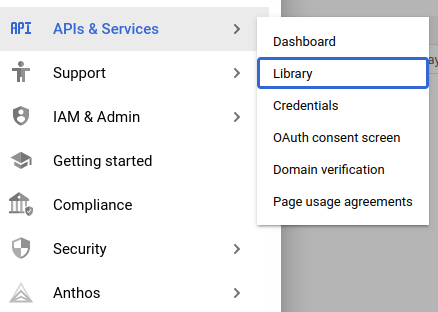 API APIs & Services
Support
IAM & Admin
Getting started
Compliance
Security
Anthos
Dashboard
Library
Credentials
OAuth consent screen
Domain verification
Page usage agreements